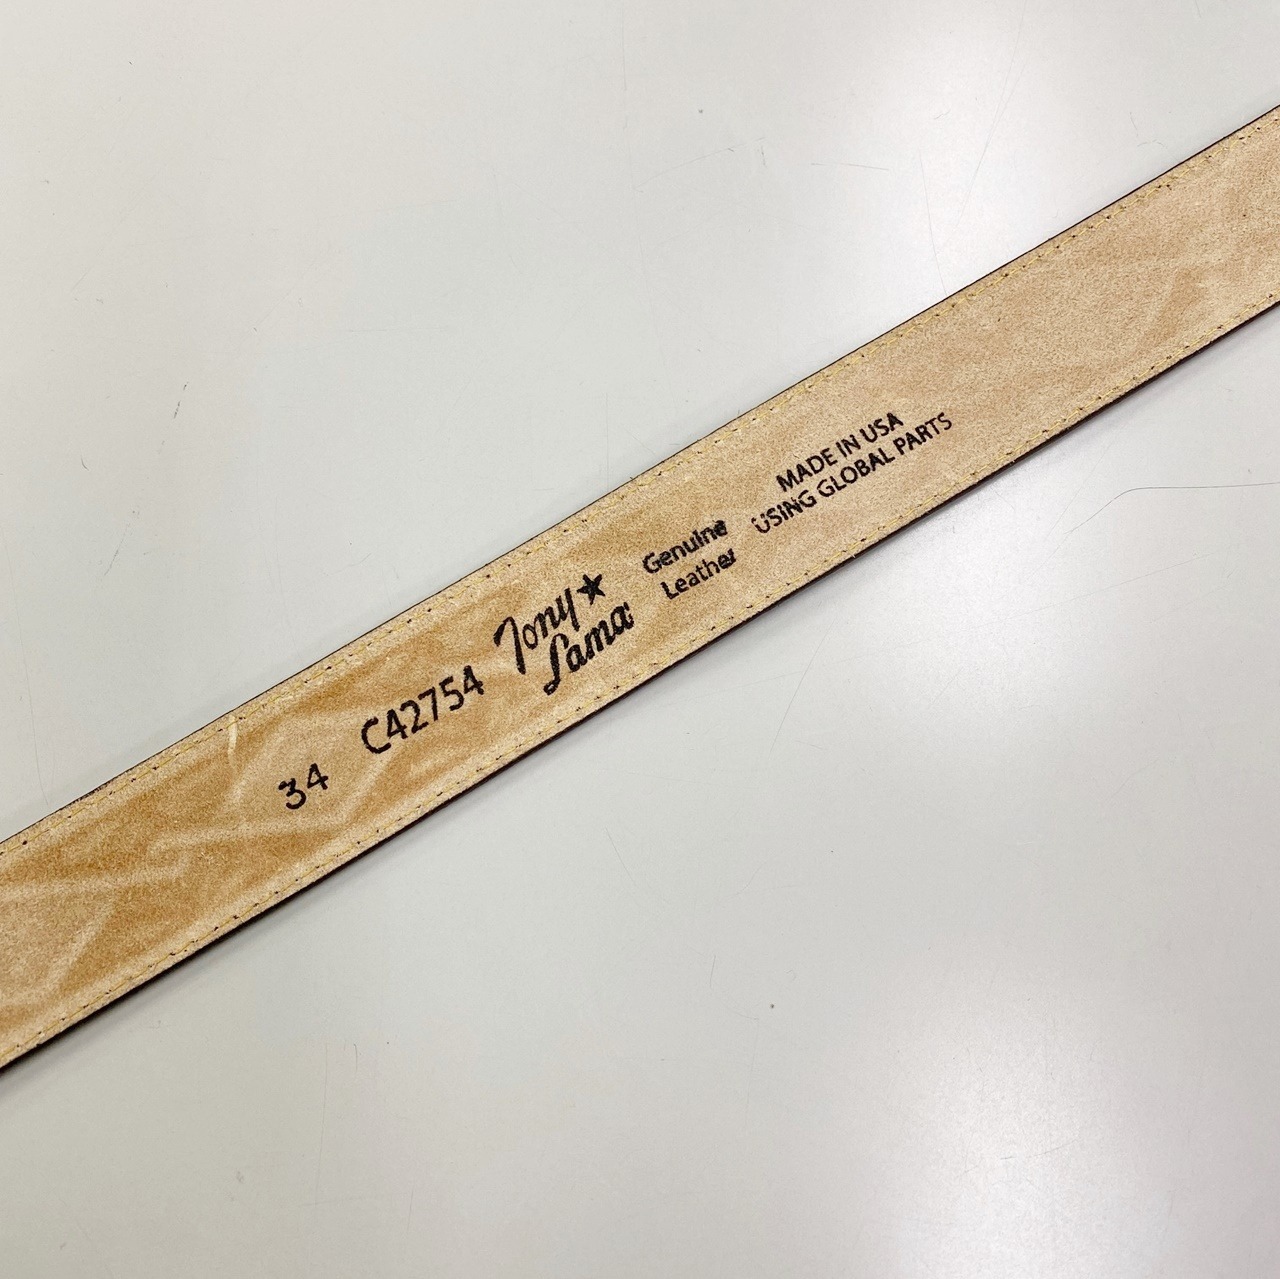 34
C42754
Tony★
Lama
Genuine
Leather
MADE IN USA
USING GLOBAL PARTS